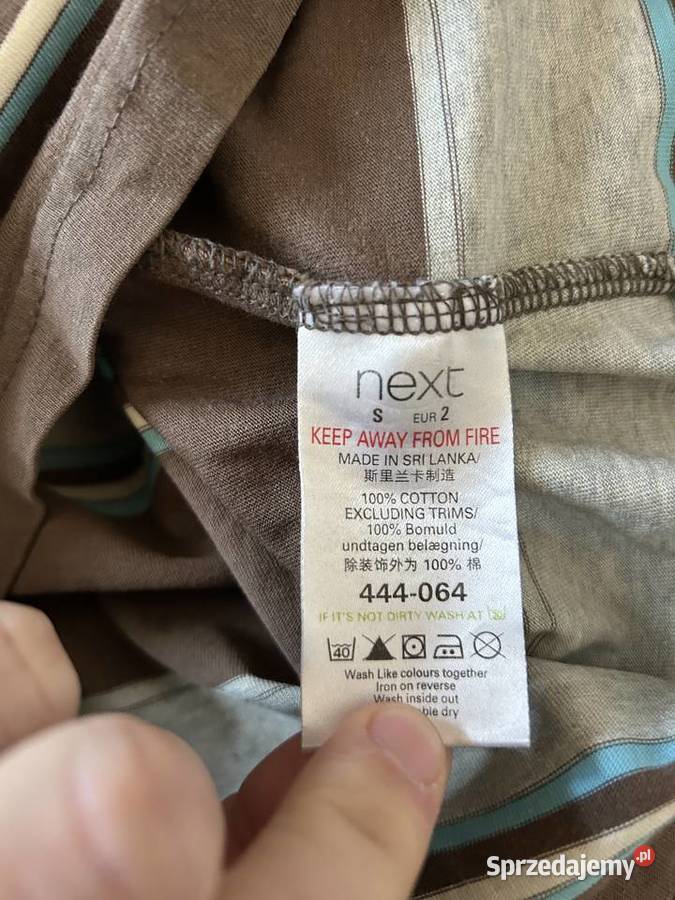 next
S EUR 2
KEEP AWAY FROM FIRE
MADE IN SRI LANKA/
斯里兰卡制造
100% COTTON
EXCLUDING TRIMS/
100% Bomuld
undtagen belægning/
除装饰外为 100% 棉
444-064
IF IT'S NOT DIRTY WASH AT
40
Wash Like colours together
Iron on reverse
Wash inside out
dry
Sprzedajemy.pl